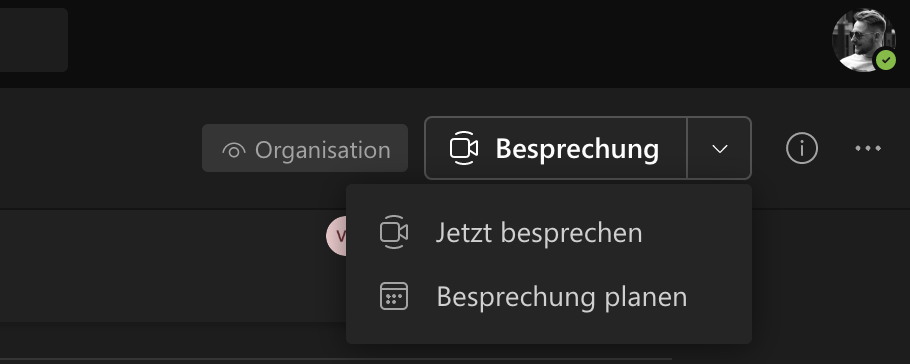 Organisation
Besprechung
Jetzt besprechen
Besprechung planen